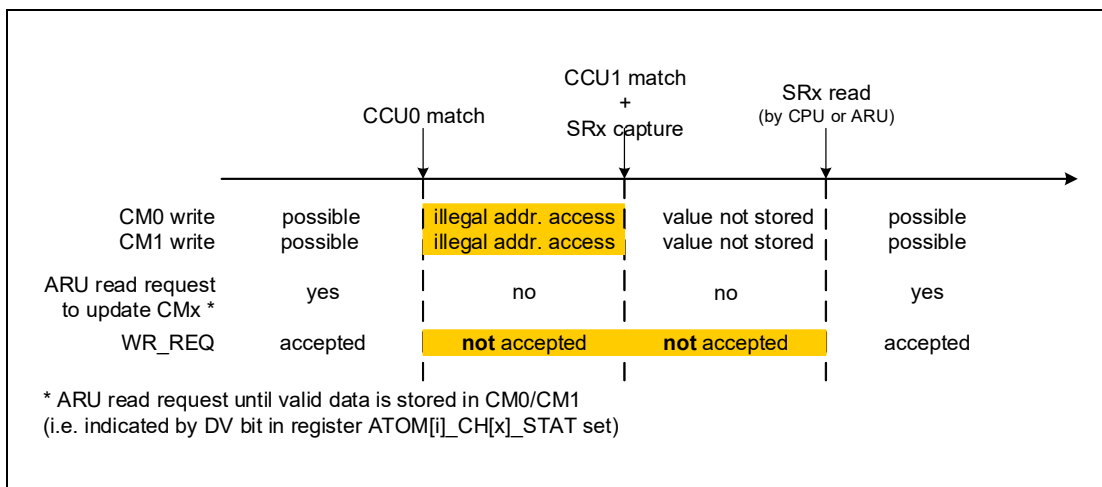 CCU0 match
CCU1 match
+
SRx capture
SRx read
(by CPU or ARU)
CM0 write possible illegal addr. access value not stored possible
CM1 write possible illegal addr. access value not stored possible
ARU read request
to update CMx * yes no no yes
WR_REQ accepted not accepted not accepted accepted
* ARU read request until valid data is stored in CM0/CM1
(i.e. indicated by DV bit in register ATOM[i]_CH[x]_STAT set)